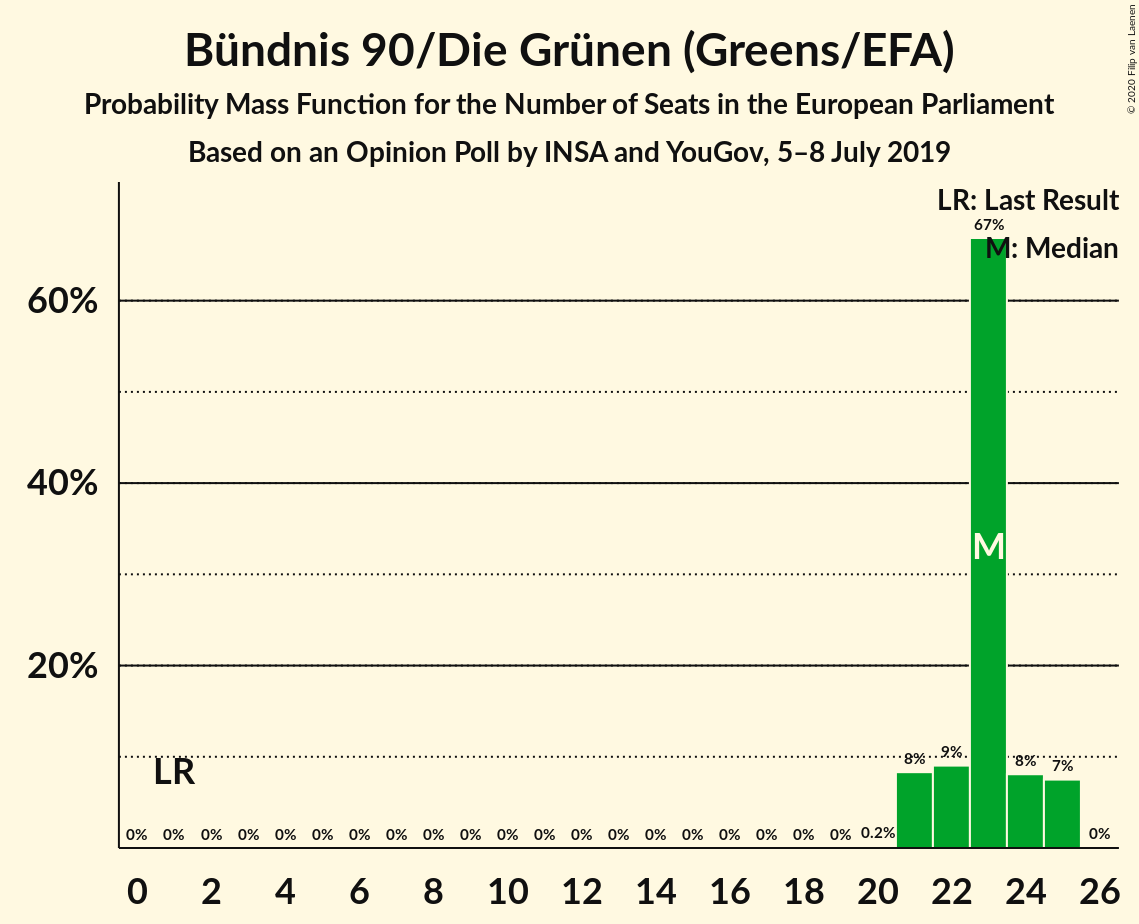 Bündnis 90/Die Grünen (Greens/EFA)
Probability Mass Function for the Number of Seats in the European Parliament
Based on an Opinion Poll by INSA and YouGov, 5–8 July 2019
© 2020 Filip van Laenen
LR: Last Result
67%
M: Median
60%
40%
M
20%
LR
8% 9% 8% 7%
0% 0% 0% 0% 0% 0% 0% 0% 0% 0% 0% 0% 0% 0% 0% 0% 0% 0% 0% 0% 0.2% 0%
0 2 4 6 8 10 12 14 16 18 20 22 24 26